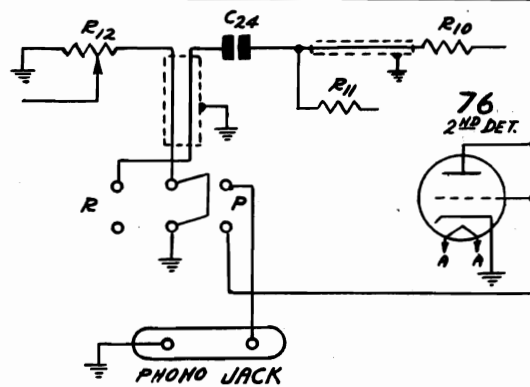 C24
R12
R10
R11
76
2ND DET.
R
P
A
A
PHONO JACK